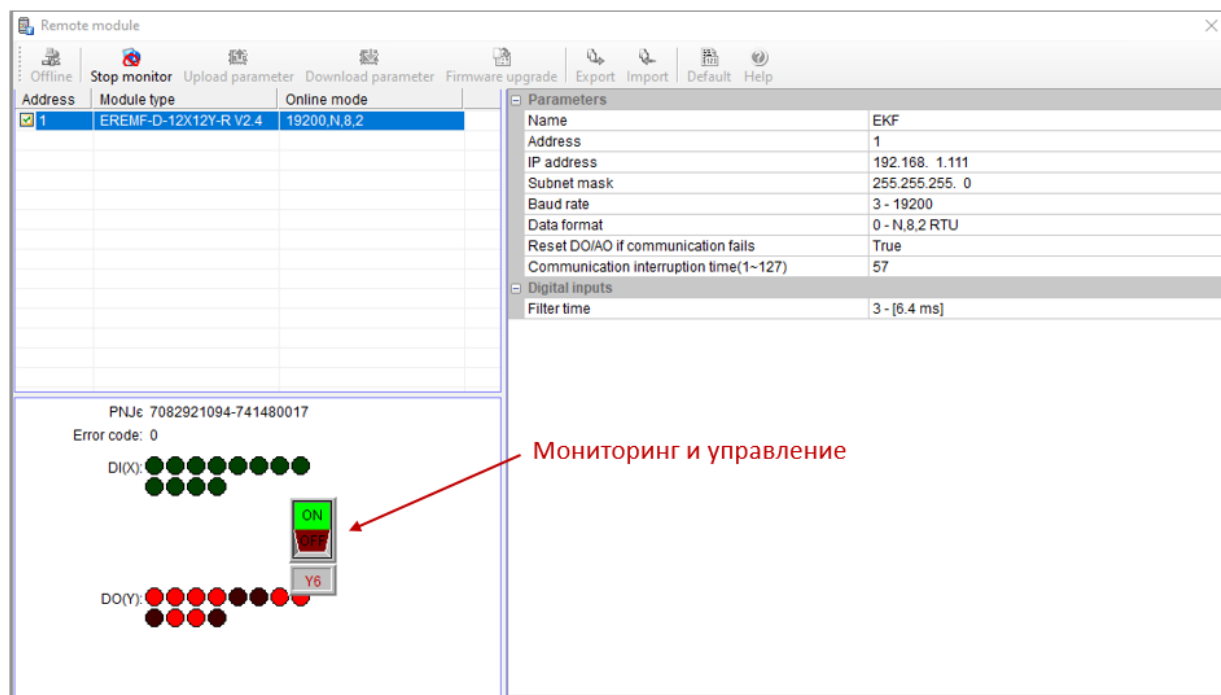 Remote module
Offline Stop monitor Upload parameter Download parameter Firmware upgrade Export Import Default Help
Address Module type Online mode
1 EREMF-D-12X12Y-R V2.4 19200,N,8,2
Parameters
Name EKF
Address 1
IP address 192.168. 1.111
Subnet mask 255.255.255. 0
Baud rate 3 - 19200
Data format 0 - N,8,2 RTU
Reset DO/AO if communication fails True
Communication interruption time(1~127) 57
Digital inputs
Filter time 3 - [6.4 ms]
PNЈє 7082921094-741480017
Error code: 0
DI(X):
ON
OFF
Y6
DO(Y):
Мониторинг и управление